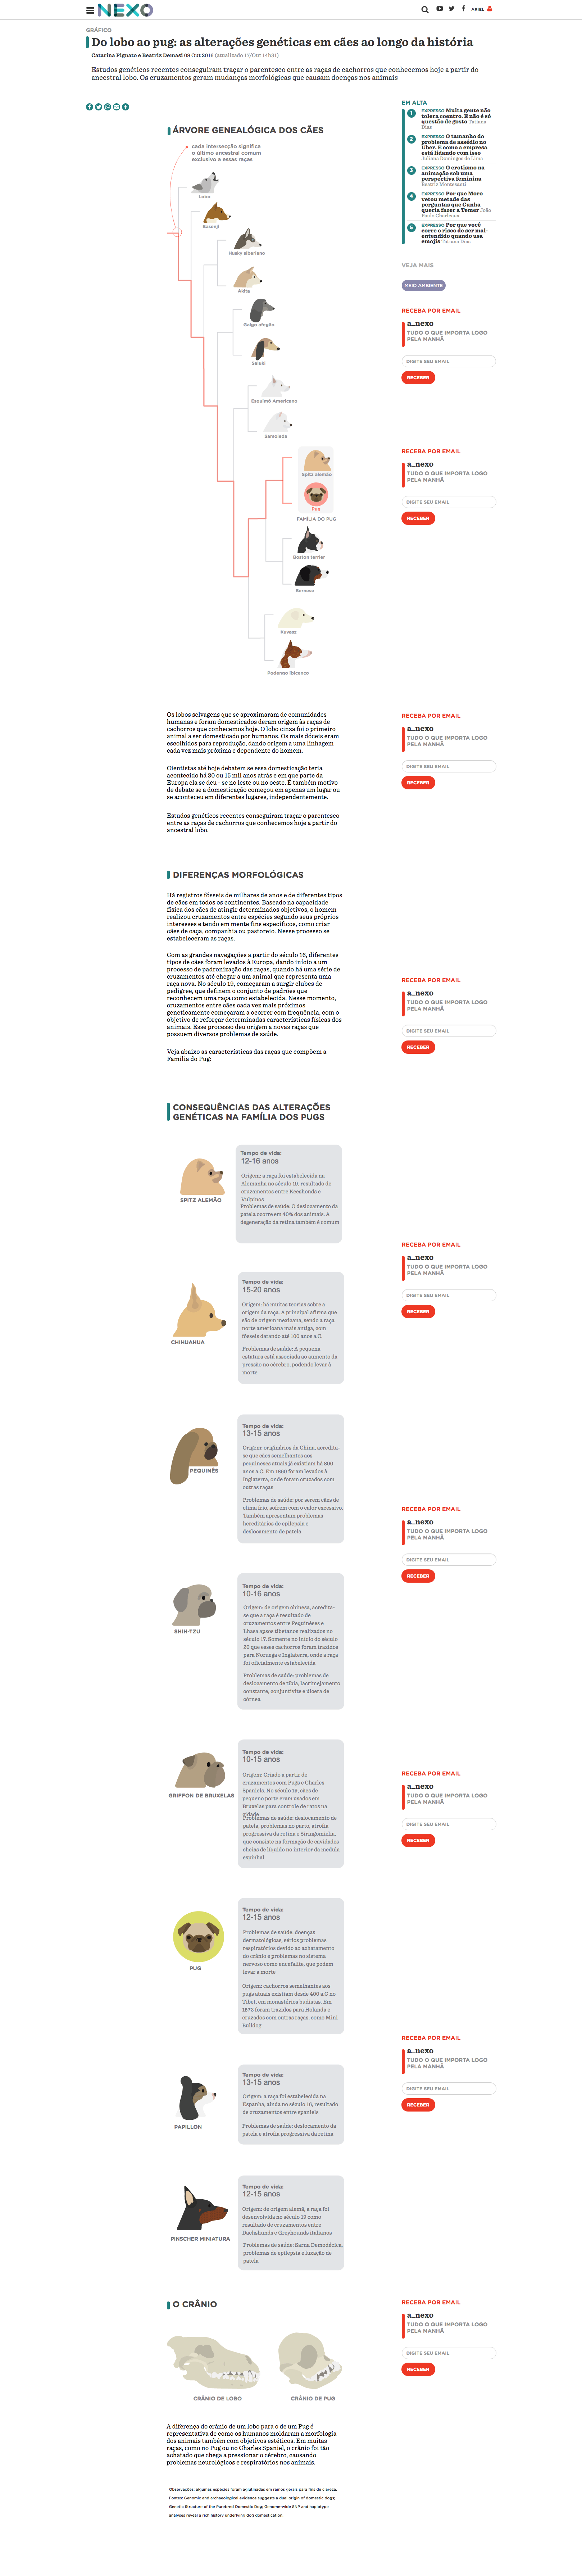 NEXO
ARIEL
GRÁFICO
Do lobo ao pug: as alterações genéticas em cães ao longo da história
Catarina Pignato e Beatriz Demasi 09 Out 2016 (atualizado 17/Out 14h31)
Estudos genéticos recentes conseguiram traçar o parentesco entre as raças de cachorros que conhecemos hoje a partir do
ancestral lobo. Os cruzamentos geram mudanças morfológicas que causam doenças nos animais
EM ALTA
1 EXPRESSO Muita gente não
tolera coentro. E não é só
questão de gosto Tatiana
Dias
2 EXPRESSO O tamanho do
problema de assédio no
Uber. E como a empresa
está lidando com isso
Juliana Domingos de Lima
3 EXPRESSO O erotismo na
animação sob uma
perspectiva feminina
Beatriz Montesanti
4 EXPRESSO Por que Moro
vetou metade das
perguntas que Cunha
queria fazer a Temer João
Paulo Charleaux
5 EXPRESSO Por que você
corre o risco de ser mal-
entendido quando usa
emojis Tatiana Dias
VEJA MAIS
MEIO AMBIENTE
RECEBA POR EMAIL
a_nexo
TUDO O QUE IMPORTA LOGO
PELA MANHÃ
DIGITE SEU EMAIL
RECEBER
RECEBA POR EMAIL
a_nexo
TUDO O QUE IMPORTA LOGO
PELA MANHÃ
DIGITE SEU EMAIL
RECEBER
RECEBA POR EMAIL
a_nexo
TUDO O QUE IMPORTA LOGO
PELA MANHÃ
DIGITE SEU EMAIL
RECEBER
RECEBA POR EMAIL
a_nexo
TUDO O QUE IMPORTA LOGO
PELA MANHÃ
DIGITE SEU EMAIL
RECEBER
RECEBA POR EMAIL
a_nexo
TUDO O QUE IMPORTA LOGO
PELA MANHÃ
DIGITE SEU EMAIL
RECEBER
RECEBA POR EMAIL
a_nexo
TUDO O QUE IMPORTA LOGO
PELA MANHÃ
DIGITE SEU EMAIL
RECEBER
RECEBA POR EMAIL
a_nexo
TUDO O QUE IMPORTA LOGO
PELA MANHÃ
DIGITE SEU EMAIL
RECEBER
RECEBA POR EMAIL
a_nexo
TUDO O QUE IMPORTA LOGO
PELA MANHÃ
DIGITE SEU EMAIL
RECEBER
RECEBA POR EMAIL
a_nexo
TUDO O QUE IMPORTA LOGO
PELA MANHÃ
DIGITE SEU EMAIL
RECEBER
ÁRVORE GENEALÓGICA DOS CÃES
cada intersecção significa
o último ancestral comum
exclusivo a essas raças
Lobo
Basenji
Husky siberiano
Akita
Galgo afegão
Saluki
Esquimó Americano
Samoieda
Spitz alemão
Pug
FAMÍLIA DO PUG
Boston terrier
Bernese
Kuvasz
Podengo Ibicenco
Os lobos selvagens que se aproximaram de comunidades
humanas e foram domesticados deram origem às raças de
cachorros que conhecemos hoje. O lobo cinza foi o primeiro
animal a ser domesticado por humanos. Os mais dóceis eram
escolhidos para reprodução, dando origem a uma linhagem
cada vez mais próxima e dependente do homem.
Cientistas até hoje debatem se essa domesticação teria
acontecido há 30 ou 15 mil anos atrás e em que parte da
Europa ela se deu - se no leste ou no oeste. É também motivo
de debate se a domesticação começou em apenas um lugar ou
se aconteceu em diferentes lugares, independentemente.
Estudos genéticos recentes conseguiram traçar o parentesco
entre as raças de cachorros que conhecemos hoje a partir do
ancestral lobo.
DIFERENÇAS MORFOLÓGICAS
Há registros fósseis de milhares de anos e de diferentes tipos
de cães em todos os continentes. Baseado na capacidade
física dos cães de atingir determinados objetivos, o homem
realizou cruzamentos entre espécies segundo seus próprios
interesses e tendo em mente fins específicos, como criar
cães de caça, companhia ou pastoreio. Nesse processo se
estabeleceram as raças.
Com as grandes navegações a partir do século 16, diferentes
tipos de cães foram levados à Europa, dando início a um
processo de padronização das raças, quando há uma série de
cruzamentos até chegar a um animal que represente uma
raça nova. No século 19, começaram a surgir clubes de
pedigree, que definem o conjunto de padrões que
reconhecem uma raça como estabelecida. Nesse momento,
cruzamentos entre cães cada vez mais próximos
geneticamente começaram a ocorrer com frequência, com o
objetivo de reforçar determinadas características físicas dos
animais. Esse processo deu origem a novas raças que
possuem diversos problemas de saúde.
Veja abaixo as características das raças que compõem a
Família do Pug:
CONSEQUÊNCIAS DAS ALTERAÇÕES
GENÉTICAS NA FAMÍLIA DOS PUGS
SPITZ ALEMÃO
Tempo de vida:
12-16 anos
Origem: a raça foi estabelecida na
Alemanha no século 19, resultado de
cruzamentos entre Keeshonds e
Vulpinos
Problemas de saúde: O deslocamento da
patela ocorre em 40% dos animais. A
degeneração da retina também é comum
CHIHUAHUA
Tempo de vida:
15-20 anos
Origem: há muitas teorias sobre a
origem da raça. A principal afirma que
são de origem mexicana, sendo a raça
norte-americana mais antiga, com
fósseis datando até 100 anos a.C.
Problemas de saúde: A pequena
estatura está associada ao aumento da
pressão no cérebro, podendo levar à
morte
PEQUINÊS
Tempo de vida:
13-15 anos
Origem: originários da China, acredita-
se que cães semelhantes aos
pequineses atuais já existiam há 800
anos a.C. Em 1860 foram levados à
Inglaterra, onde foram cruzados com
outras raças
Problemas de saúde: por serem cães de
clima frio, sofrem com o calor excessivo.
Também apresentam problemas
hereditários de epilepsia e
deslocamento de patela
SHIH-TZU
Tempo de vida:
10-16 anos
Origem: de origem chinesa, acredita-
se que a raça é resultado de
cruzamentos entre Pequinêses e
Lhasa apsos tibetanos realizados no
século 17. Somente no início do século
20 que esses cachorros foram trazidos
para Noruega e Inglaterra, onde a raça
foi oficialmente estabelecida
Problemas de saúde: problemas de
deslocamento de tíbia, lacrimejamento
constante, conjuntivite e úlcera de
córnea
GRIFFON DE BRUXELAS
Tempo de vida:
10-15 anos
Origem: Criado a partir de
cruzamentos com Pugs e Charles
Spaniels. No século 19, cães de
pequeno porte eram usados em
Bruxelas para controle de ratos na
cidade
Problemas de saúde: deslocamento de
patela, problemas no parto, atrofia
progressiva da retina e Siringomielia,
que consiste na formação de cavidades
cheias de líquido no interior da medula
espinhal
PUG
Tempo de vida:
12-15 anos
Problemas de saúde: doenças
dermatológicas, sérios problemas
respiratórios devido ao achatamento
do crânio e problemas no sistema
nervoso como encefalite, que podem
levar a morte
Origem: cachorros semelhantes aos
pugs atuais existiam desde 400 a.C no
Tibet, em monastérios budistas. Em
1572 foram trazidos para Holanda e
cruzados com outras raças, como Mini
Bulldog
PAPILLON
Tempo de vida:
13-15 anos
Origem: a raça foi estabelecida na
Espanha, ainda no século 16, resultado
de cruzamentos entre spaniels
Problemas de saúde: deslocamento da
patela e atrofia progressiva da retina
PINSCHER MINIATURA
Tempo de vida:
12-15 anos
Origem: de origem alemã, a raça foi
desenvolvida no século 19 como
resultado de cruzamentos entre
Dachshunds e Greyhounds italianos
Problemas de saúde: Sarna Demodécica,
problemas de epilepsia e luxação de
patela
O CRÂNIO
CRÂNIO DE LOBO
CRÂNIO DE PUG
A diferença do crânio de um lobo para o de um Pug é
representativa de como os humanos moldaram a morfologia
dos animais também com objetivos estéticos. Em muitas
raças, como no Pug ou no Charles Spaniel, o crânio foi tão
achatado que chega a pressionar o cérebro, causando
problemas neurológicos e respiratórios nos animais.
Observações: algumas espécies foram aglutinadas em ramos gerais para fins de clareza.
Fontes: Genomic and archaeological evidence suggests a dual origin of domestic dogs;
Genetic Structure of the Purebred Domestic Dog; Genome-wide SNP and haplotype
analyses reveal a rich history underlying dog domestication.